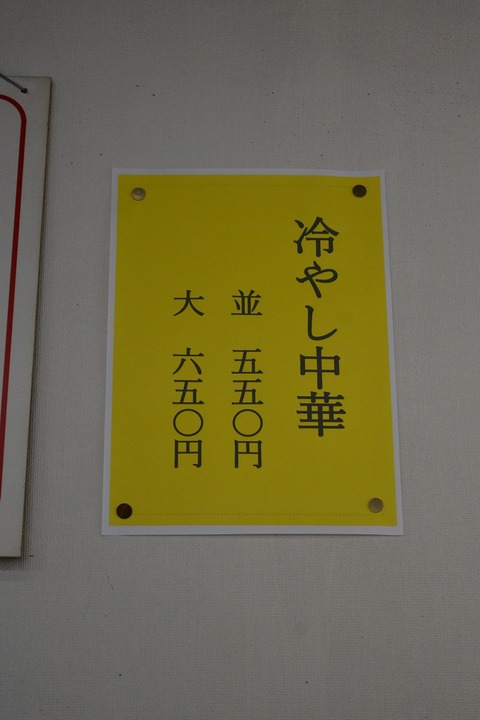 冷やし中華
並 五五〇円
大 六五〇円